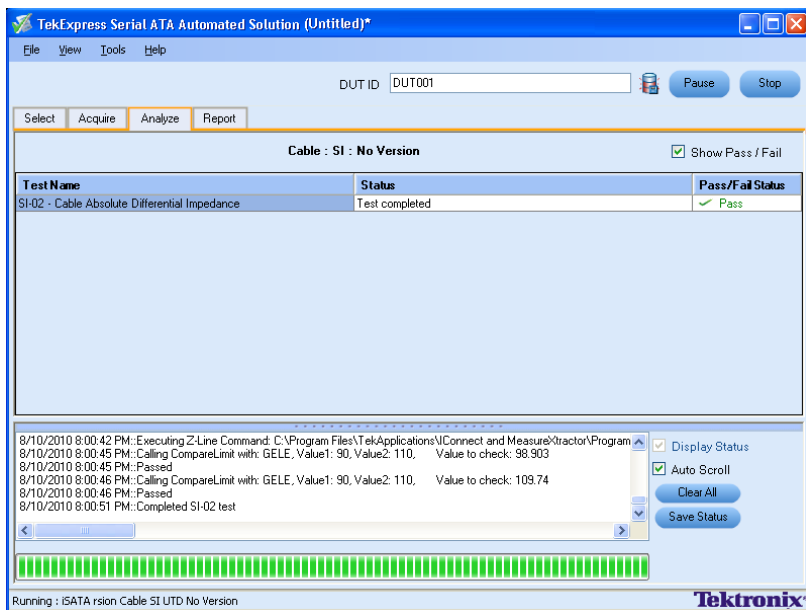 TekExpress Serial ATA Automated Solution (Untitled)*
File View Tools Help
DUT ID DUT001 Pause Stop
Select Acquire Analyze Report
Cable : SI : No Version Show Pass / Fail
Test Name Status Pass/Fail Status
SI-02 - Cable Absolute Differential Impedance Test completed Pass
8/10/2010 8:00:42 PM::Executing Z-Line Command: C:\Program Files\TekApplications\IConnect and MeasureXtractor\Program
8/10/2010 8:00:45 PM::Calling CompareLimit with: GELE, Value1: 90, Value2: 110, Value to check: 98.903
8/10/2010 8:00:45 PM::Passed
8/10/2010 8:00:46 PM::Calling CompareLimit with: GELE, Value1: 90, Value2: 110, Value to check: 109.74
8/10/2010 8:00:46 PM::Passed
8/10/2010 8:00:51 PM::Completed SI-02 test
Display Status
Auto Scroll
Clear All
Save Status
Running : iSATA rsion Cable SI UTD No Version
Tektronix